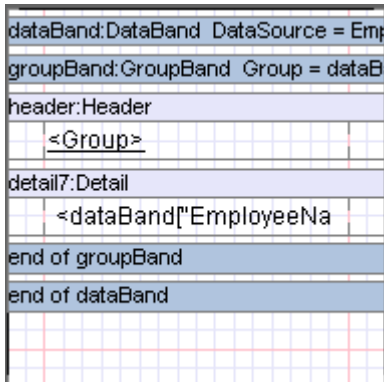 dataBand:DataBand DataSource = Emp
groupBand:GroupBand Group = dataB
header:Header
<Group>
detail7:Detail
<dataBand["EmployeeNa
end of groupBand
end of dataBand